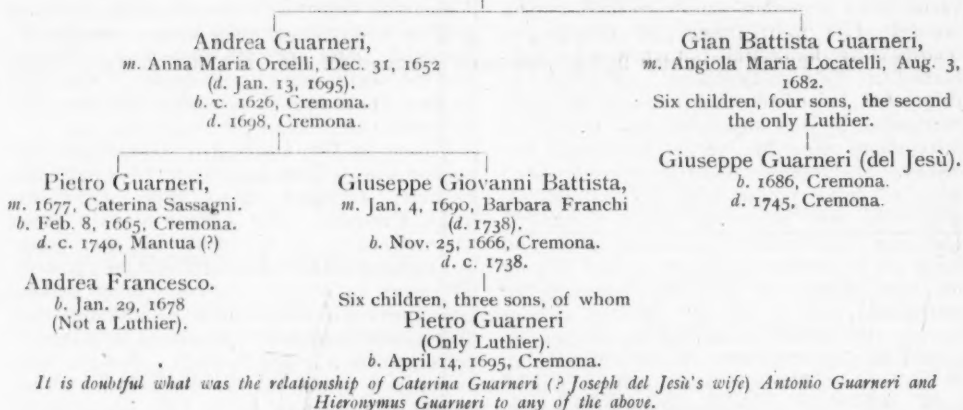 Andrea Guarneri,
m. Anna Maria Orcelli, Dec. 31, 1652
(d. Jan. 13, 1695).
b. c. 1626, Cremona.
d. 1698, Cremona.
Gian Battista Guarneri,
m. Angiola Maria Locatelli, Aug. 3,
1682.
Six children, four sons, the second
the only Luthier.
Giuseppe Guarneri (del Jesù).
b. 1686, Cremona.
d. 1745, Cremona.
Pietro Guarneri,
m. 1677, Caterina Sassagni.
b. Feb. 8, 1665, Cremona.
d. c. 1740, Mantua (?)
Andrea Francesco.
b. Jan. 29, 1678
(Not a Luthier).
Giuseppe Giovanni Battista,
m. Jan. 4, 1690, Barbara Franchi
(d. 1738).
b. Nov. 25, 1666, Cremona.
d. c. 1738.
Six children, three sons, of whom
Pietro Guarneri
(Only Luthier).
b. April 14, 1695, Cremona.
It is doubtful what was the relationship of Caterina Guarneri (? Joseph del Jesù's wife) Antonio Guarneri and
Hieronymus Guarneri to any of the above.